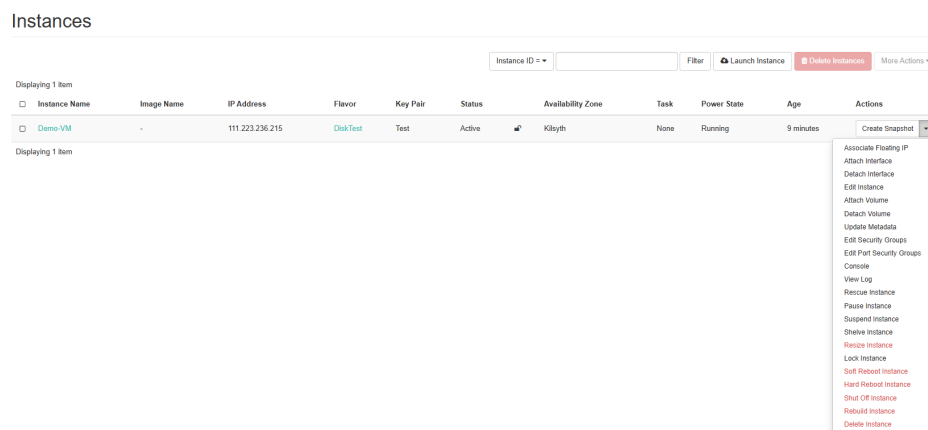 Instances
Instance ID = Filter Launch Instance Delete Instances More Actions
Displaying 1 item
Instance Name Image Name IP Address Flavor Key Pair Status Availability Zone Task Power State Age Actions
Demo-VM - 111.223.236.215 DiskTest Test Active Kilsyth None Running 9 minutes Create Snapshot
Displaying 1 item
Associate Floating IP
Attach Interface
Detach Interface
Edit Instance
Attach Volume
Detach Volume
Update Metadata
Edit Security Groups
Edit Port Security Groups
Console
View Log
Rescue Instance
Pause Instance
Suspend Instance
Shelve Instance
Resize Instance
Lock Instance
Soft Reboot Instance
Hard Reboot Instance
Shut Off Instance
Rebuild Instance
Delete Instance